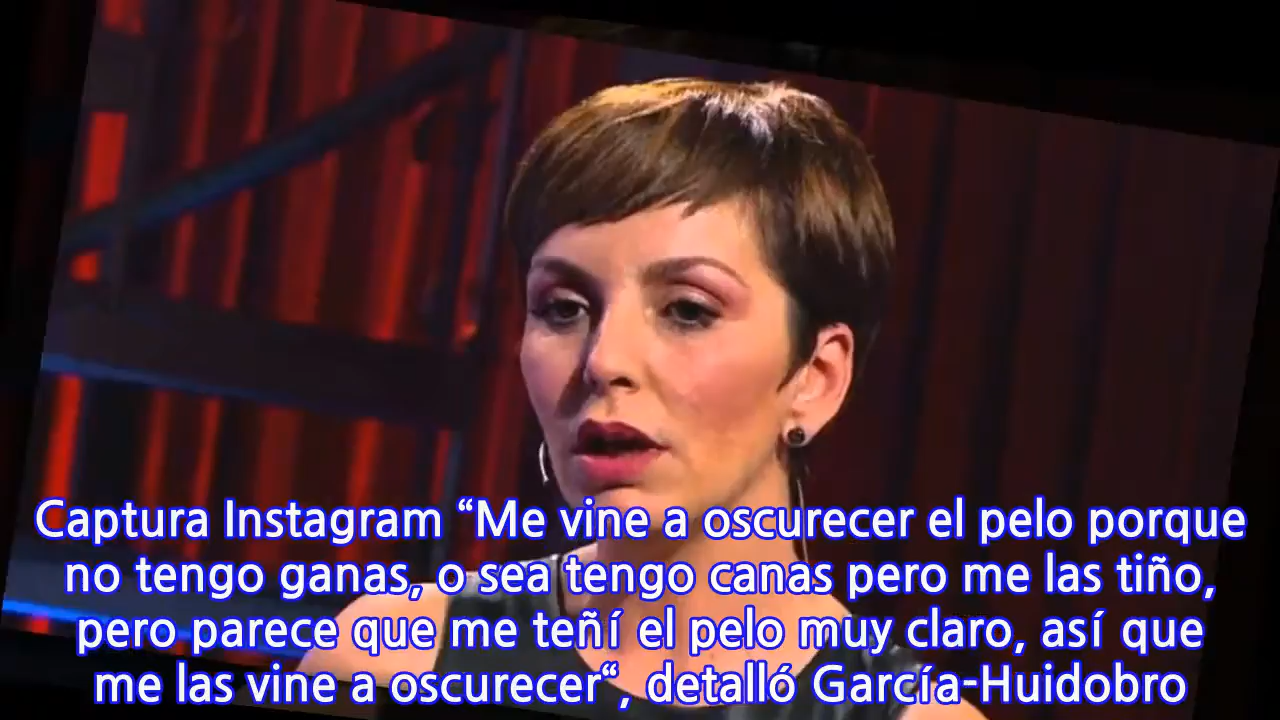 Captura Instagram “Me vine a oscurecer el pelo porque
no tengo ganas, o sea tengo canas pero me las tiño,
pero parece que me teñí el pelo muy claro, así que
me las vine a oscurecer“, detalló García-Huidobro